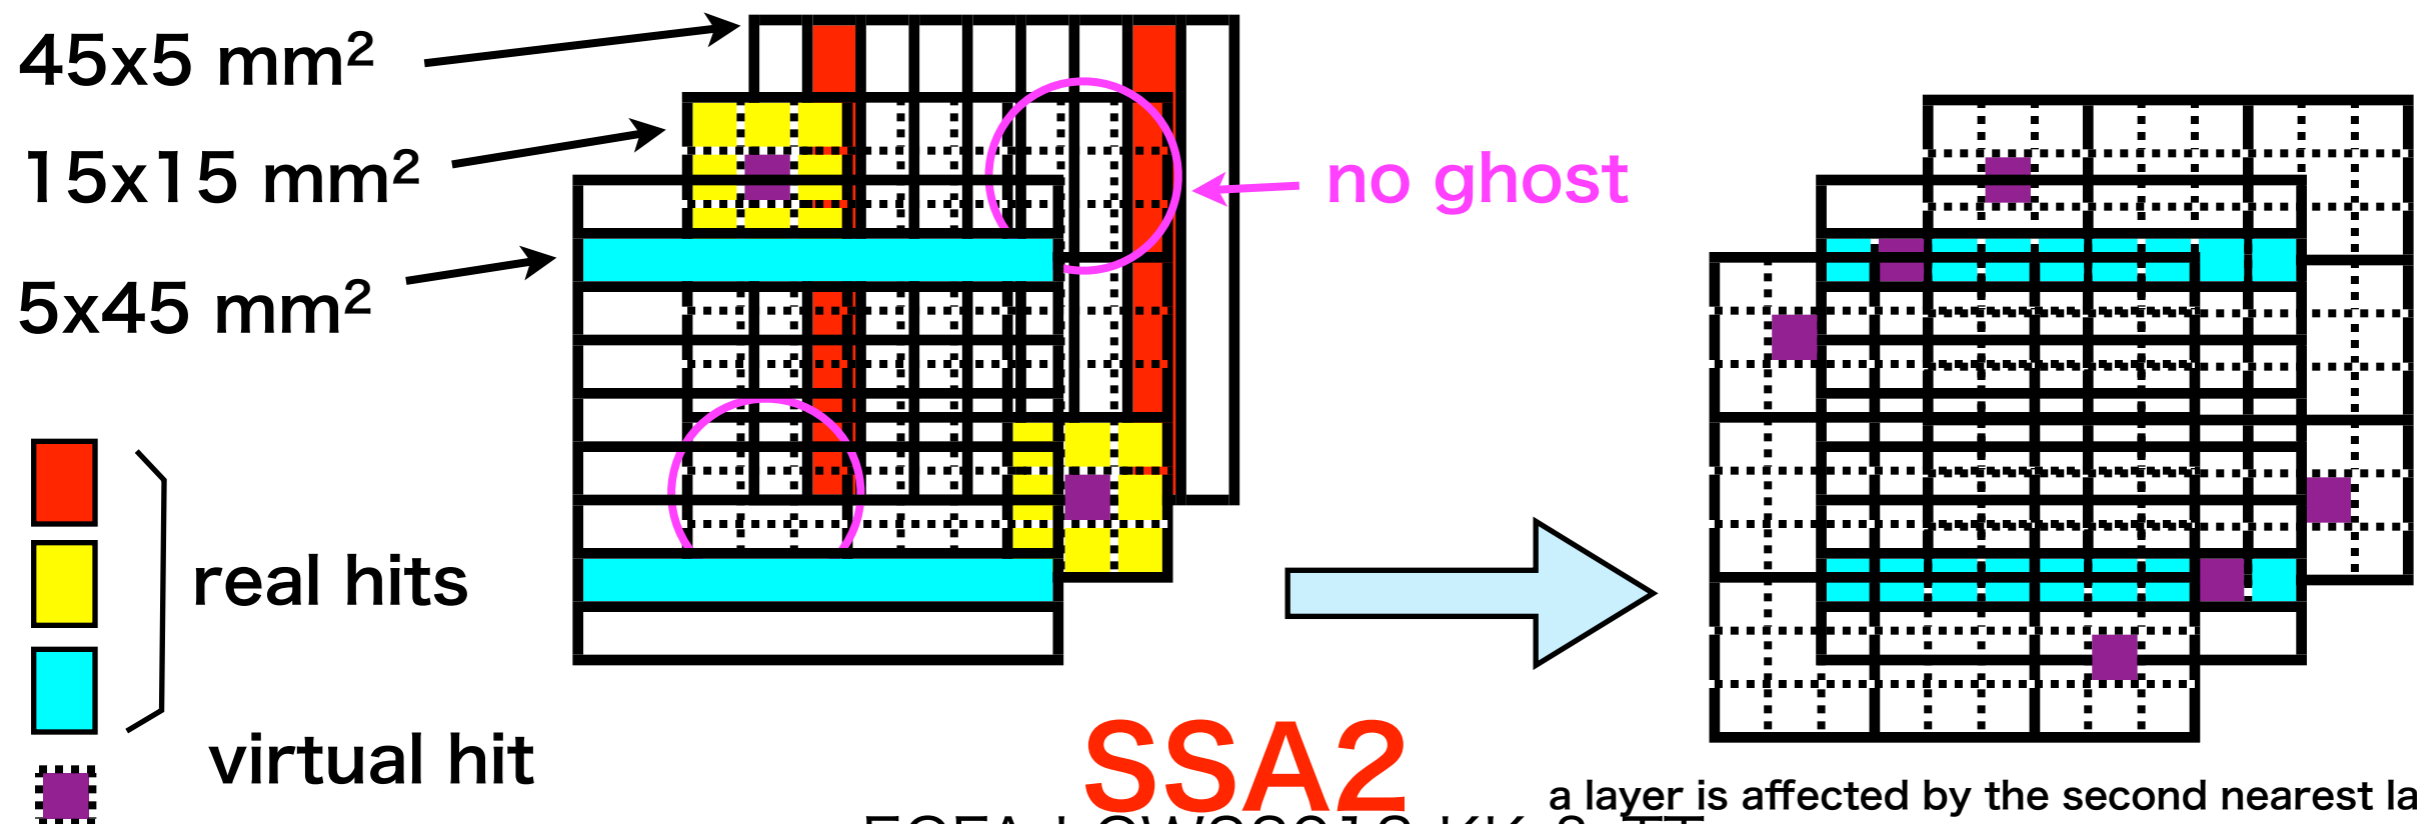 45x5 mm²
15x15 mm²
5x45 mm²
no ghost
real hits
virtual hit
SSA2
a layer is affected by the second nearest la